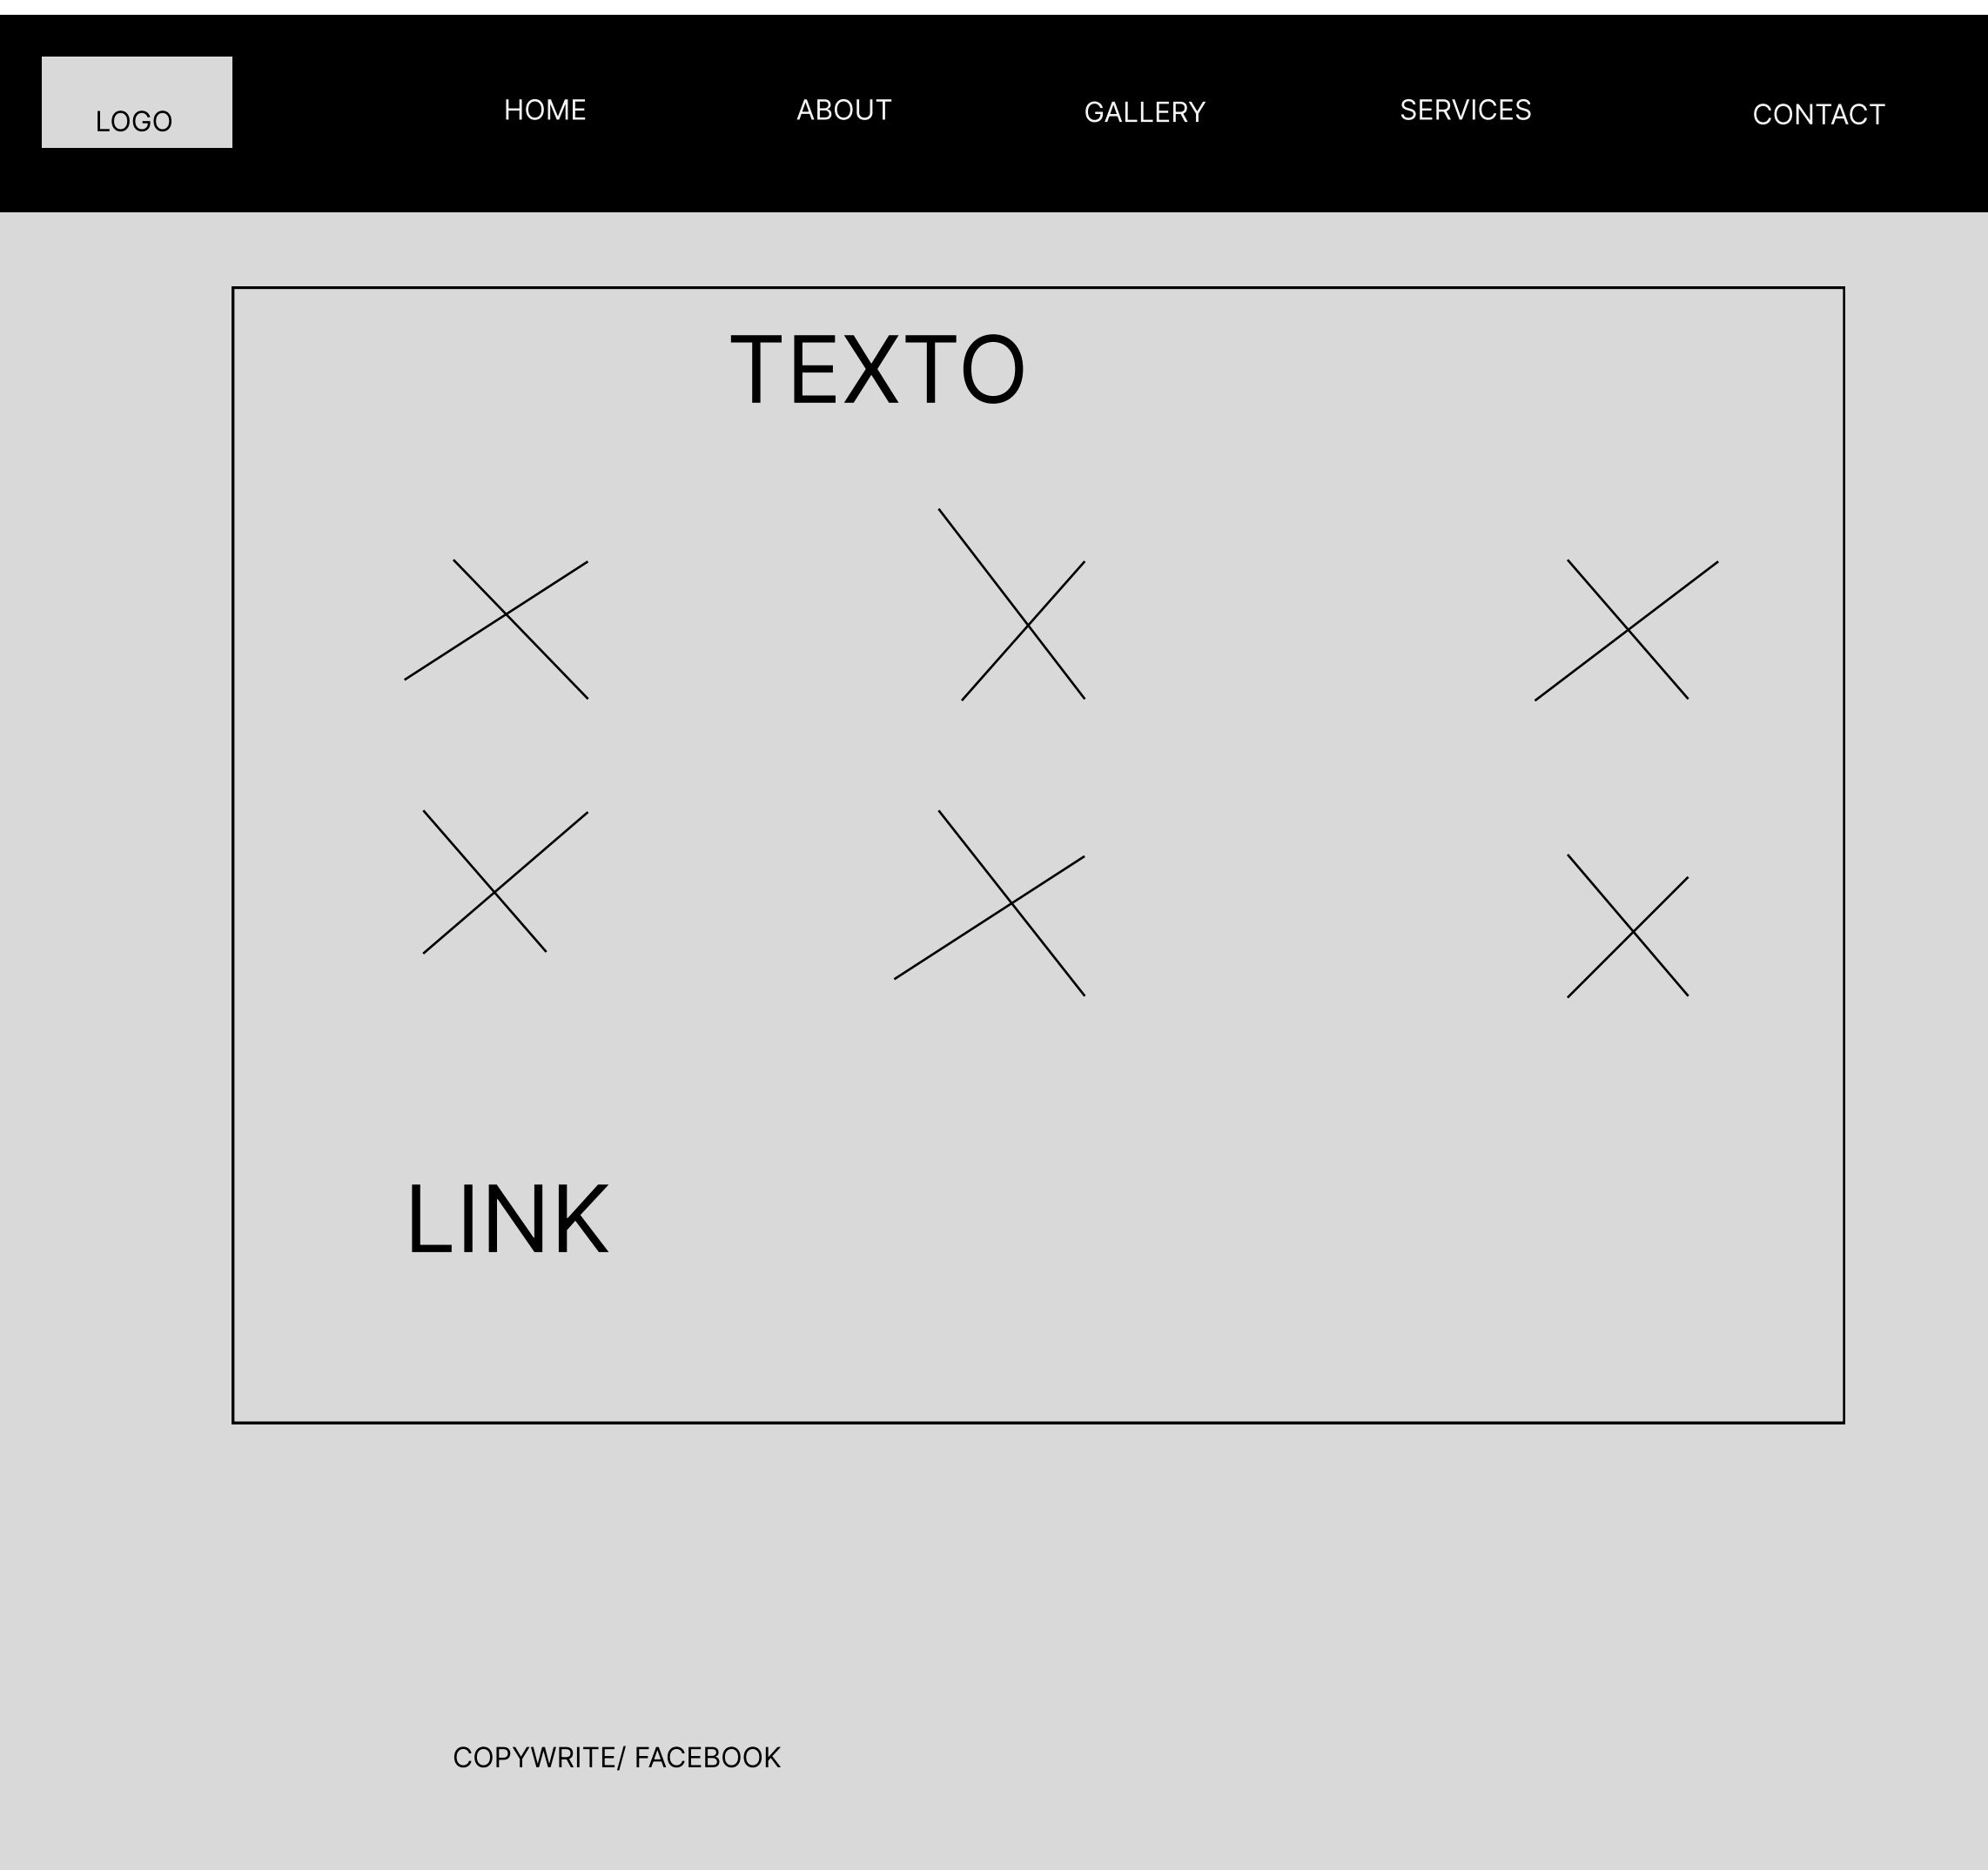 LOGO
HOME ABOUT GALLERY SERVICES CONTACT
TEXTO
LINK
COPYWRITE/ FACEBOOK